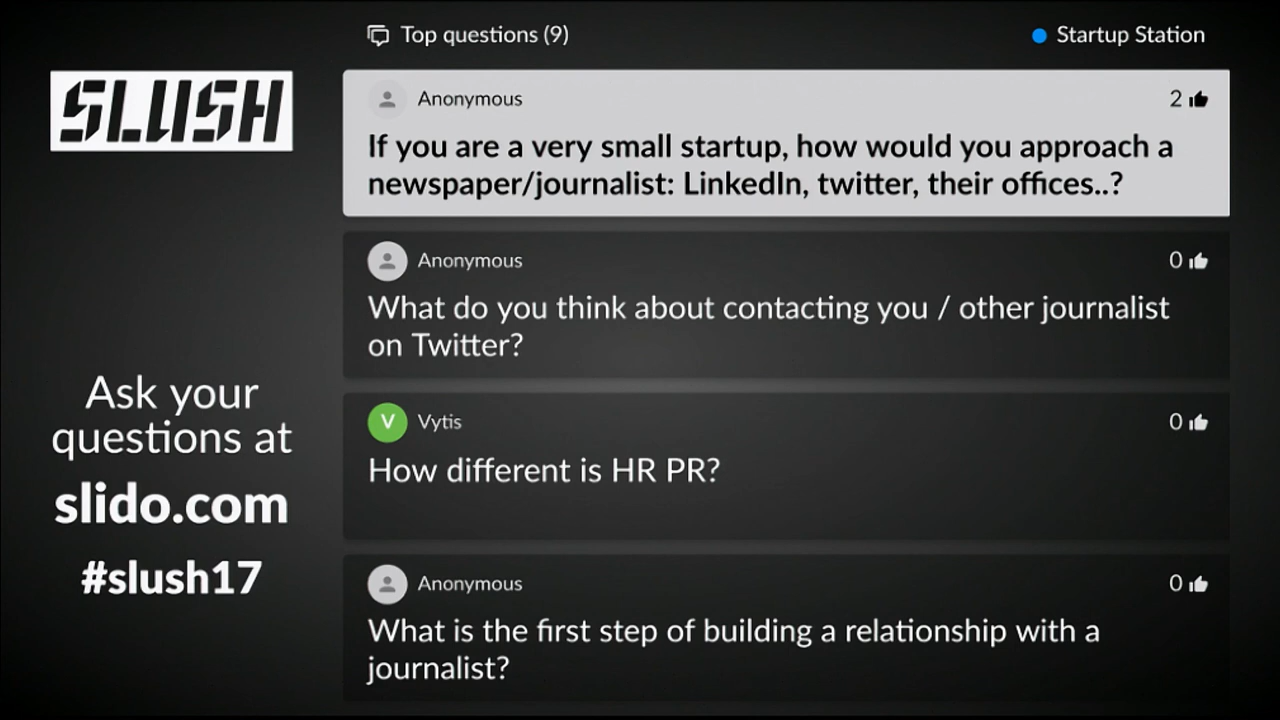 Top questions (9)
Startup Station
SLUSH
Anonymous
2
If you are a very small startup, how would you approach a
newspaper/journalist: LinkedIn, twitter, their offices..?
Anonymous
0
What do you think about contacting you / other journalist
on Twitter?
V
Vytis
0
How different is HR PR?
Anonymous
0
What is the first step of building a relationship with a
journalist?
Ask your
questions at
slido.com
#slush17